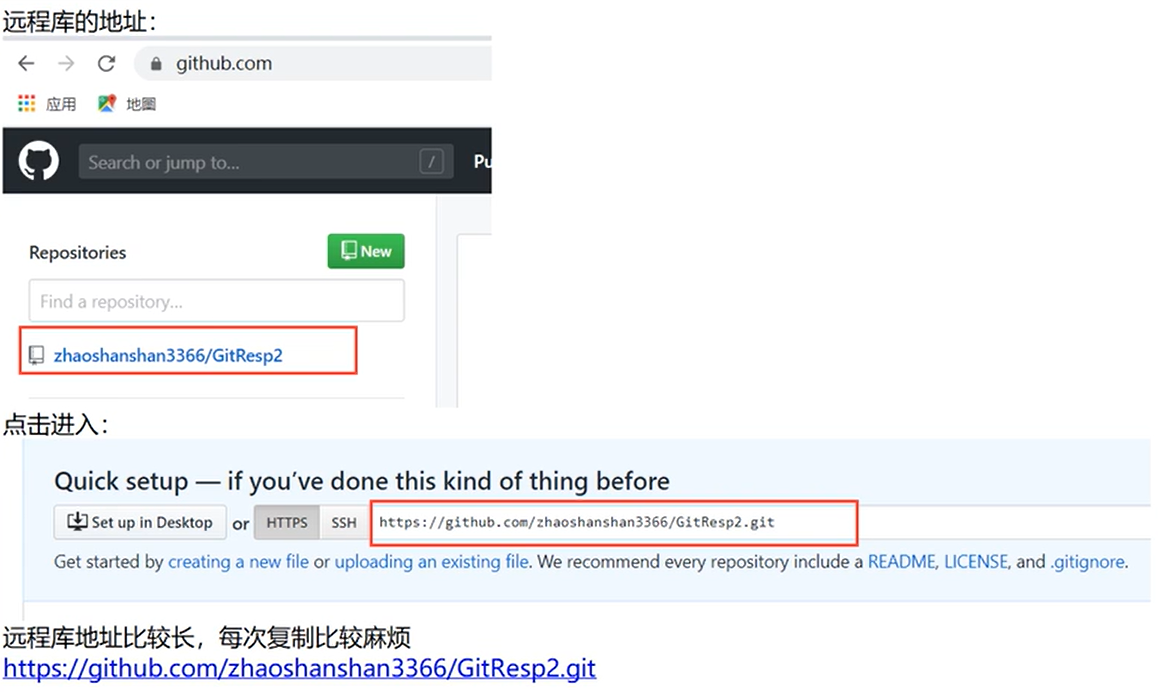 远程库的地址：
github.com
应用 地圖
Search or jump to... /
Repositories New
Find a repository...
zhaoshanshan3366/GitResp2
点击进入：
Quick setup — if you’ve done this kind of thing before
Set up in Desktop or HTTPS SSH https://github.com/zhaoshanshan3366/GitResp2.git
Get started by creating a new file or uploading an existing file. We recommend every repository include a README, LICENSE, and .gitignore.
远程库地址比较长，每次复制比较麻烦
https://github.com/zhaoshanshan3366/GitResp2.git